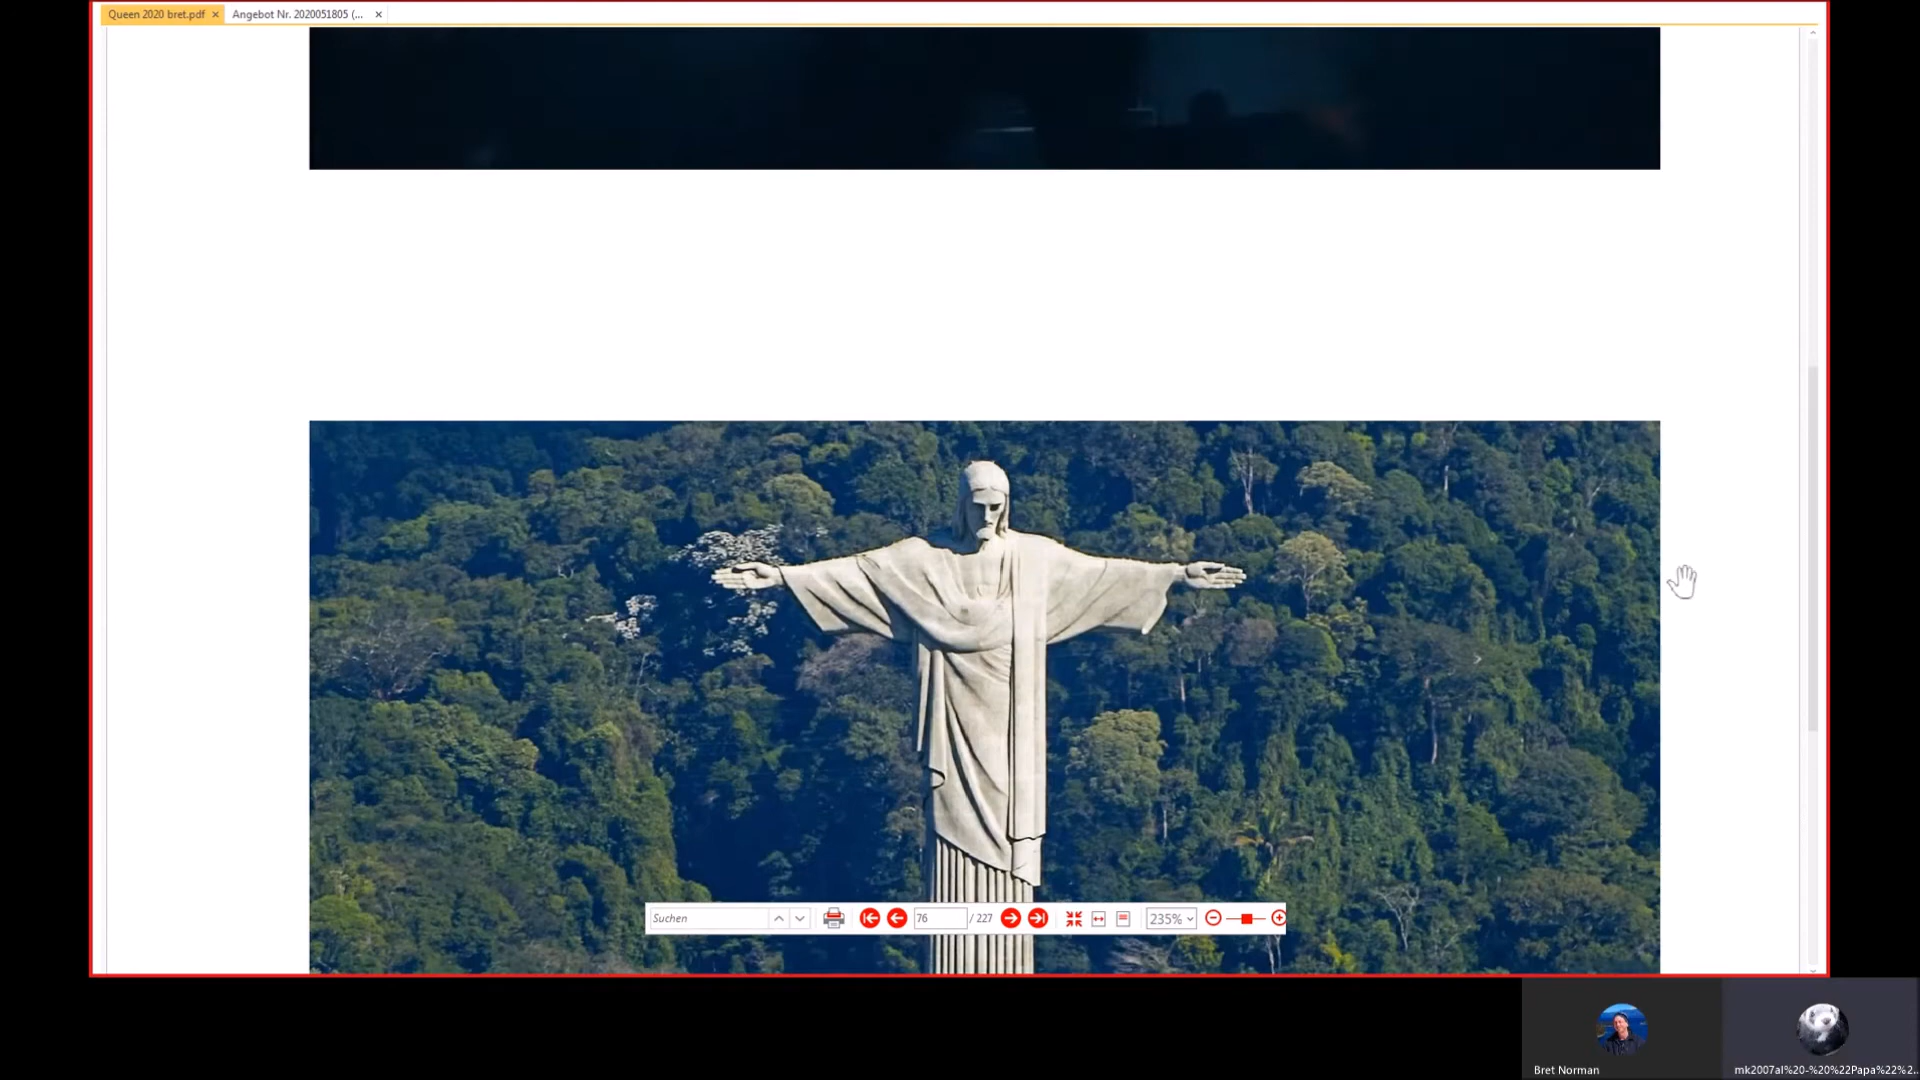 Queen 2020 bret.pdf
Angebot Nr. 2020051805 (...
Suchen
76
/ 227
235%
Bret Norman
mk2007al%20-%20%22Papa%22%2...